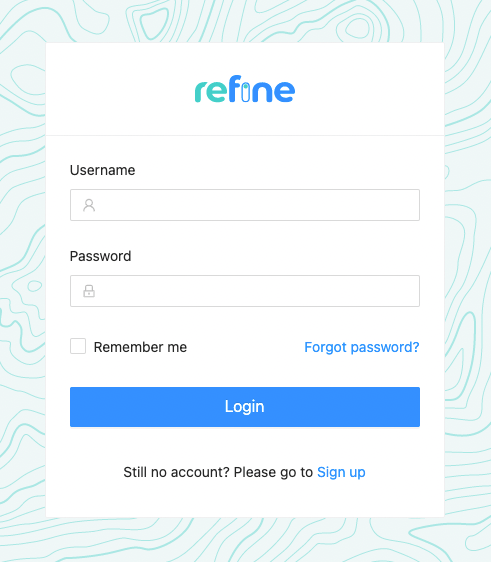 refine
Username
Password
Remember me Forgot password?
Login
Still no account? Please go to Sign up